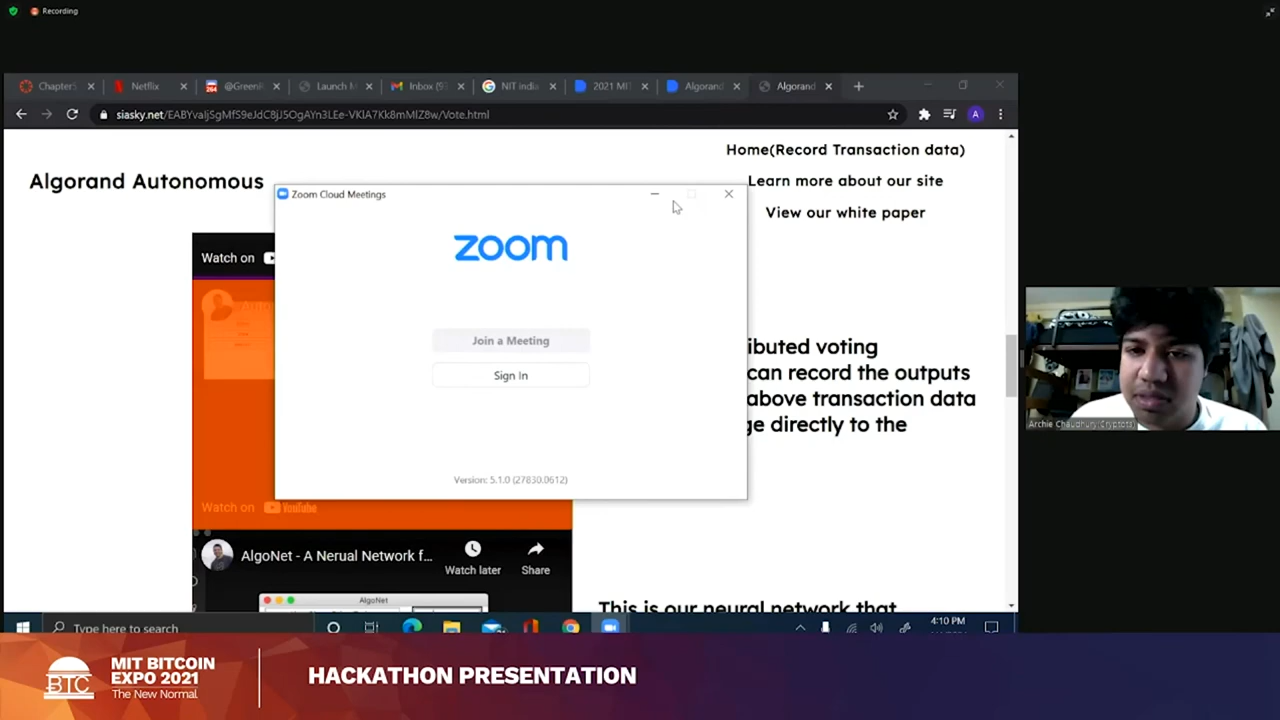 Recording
Chapter
Netflix
@GreenP
Launch M
Inbox (9
NIT india
2021 MIT
Algorand
Algorand
siasky.net/EABYvaljSgMfS9eJdC8jJ5OgAYn3LEe-VKlA7Kk8mMIZ8w/Vote.html
A
Home(Record Transaction data)
Algorand Autonomous
Learn more about our site
View our white paper
Zoom Cloud Meetings
zoom
Join a Meeting
Sign In
Version: 5.1.0 (27830.0612)
Watch on
ibuted voting
can record the outputs
above transaction data
ge directly to the
Watch on YouTube
AlgoNet - A Nerual Network f...
Watch later
Share
AlgoNet
This is our neural network that
Archie Chaudhury
Type here to search
4:10 PM
BTC
MIT BITCOIN
EXPO 2021
The New Normal
HACKATHON PRESENTATION